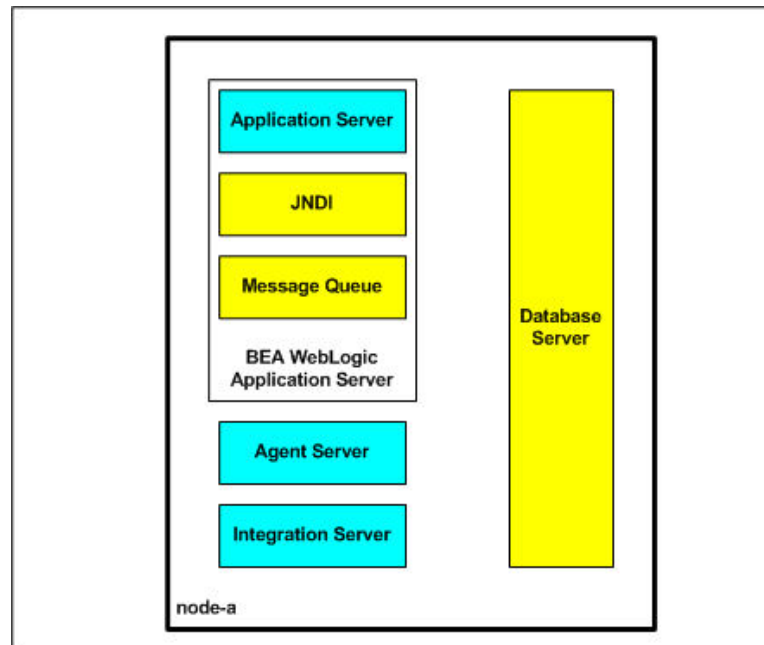 Application Server
JNDI
Message Queue
BEA WebLogic
Application Server
Agent Server
Integration Server
Database
Server
node-a